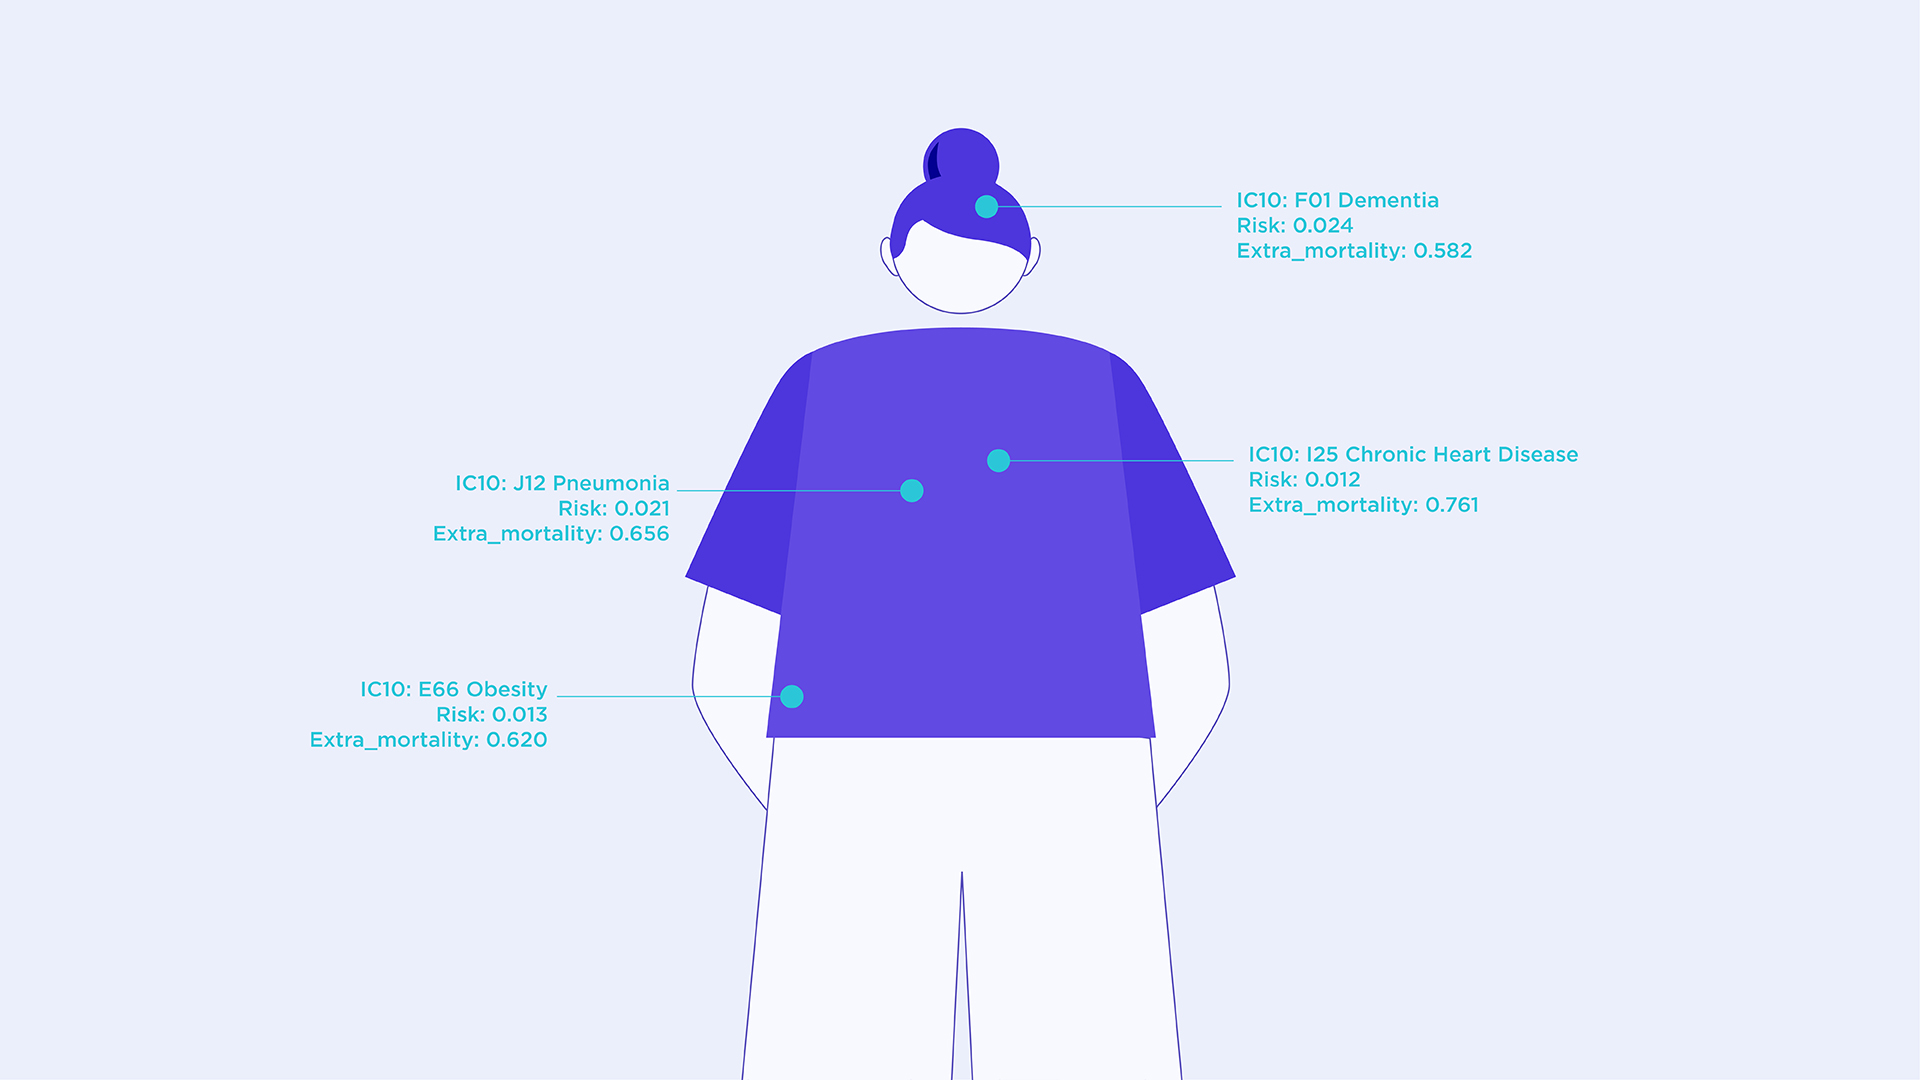 IC10: F01 Dementia
Risk: 0.024
Extra_mortality: 0.582
IC10: I25 Chronic Heart Disease
Risk: 0.012
Extra_mortality: 0.761
IC10: J12 Pneumonia
Risk: 0.021
Extra_mortality: 0.656
IC10: E66 Obesity
Risk: 0.013
Extra_mortality: 0.620